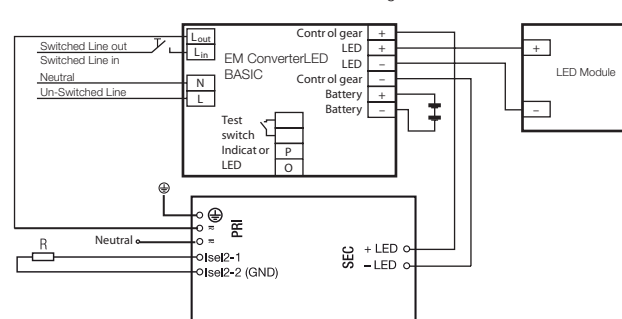 Switched Line out
Switched Line in
Neutral
Un-Switched Line
Lout
Lin
N
L
EM ConverterLED
BASIC
Control gear +
LED +
LED –
Control gear –
Battery +
Battery –
Test
switch
Indicator
LED
P
O
+
LED Module
–
PRI
≂
Neutral
=
R
Isel2-1
Isel2-2 (GND)
SEC
+ LED
– LED